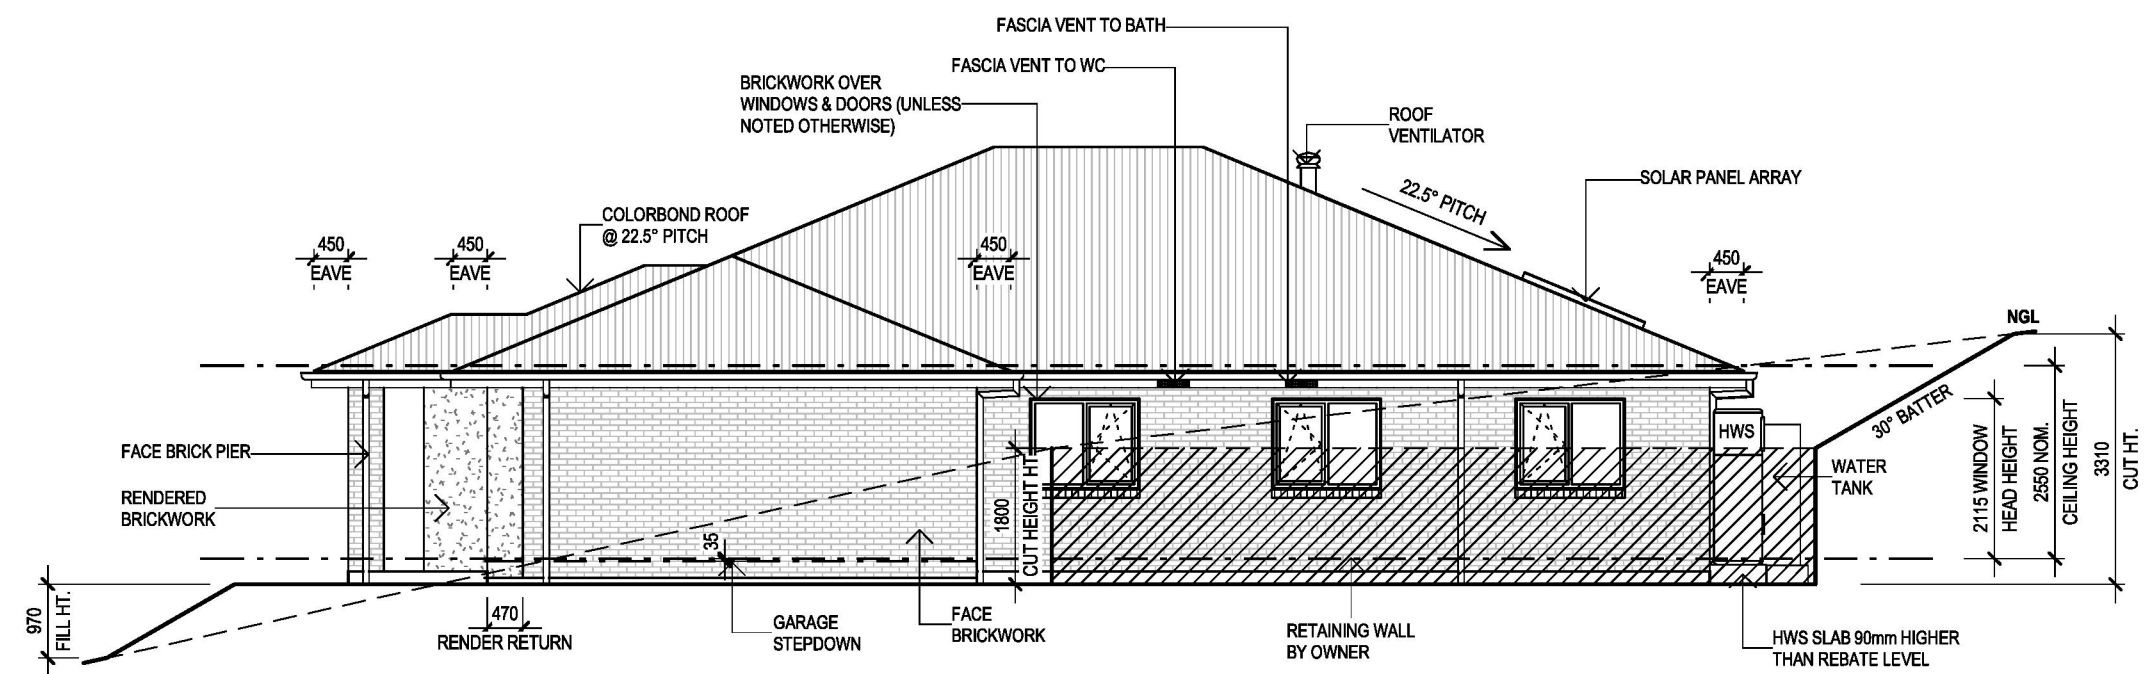 FASCIA VENT TO BATH
FASCIA VENT TO WC
BRICKWORK OVER
WINDOWS & DOORS (UNLESS
NOTED OTHERWISE)
ROOF
VENTILATOR
22.5° PITCH
SOLAR PANEL ARRAY
COLORBOND ROOF
@ 22.5° PITCH
450
EAVE
450
EAVE
450
EAVE
450
EAVE
NGL
30° BATTER
FACE BRICK PIER
RENDERED
BRICKWORK
HWS
WATER
TANK
1800
CUT HEIGHT HT
35
2115 WINDOW
HEAD HEIGHT
2550 NOM.
CEILING HEIGHT
3310
CUT HT.
970
FILL HT.
470
RENDER RETURN
GARAGE
STEPDOWN
FACE
BRICKWORK
RETAINING WALL
BY OWNER
HWS SLAB 90mm HIGHER
THAN REBATE LEVEL